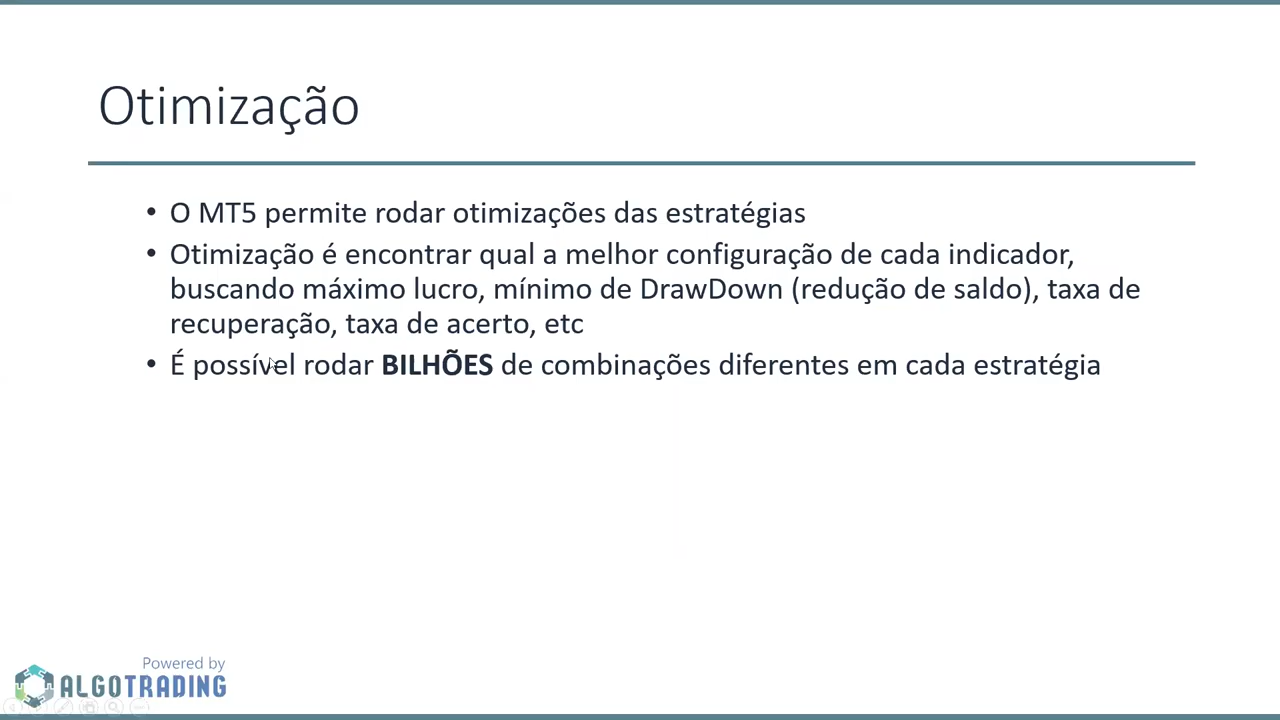 Otimização
• O MT5 permite rodar otimizações das estratégias
• Otimização é encontrar qual a melhor configuração de cada indicador,
buscando máximo lucro, mínimo de DrawDown (redução de saldo), taxa de
recuperação, taxa de acerto, etc
• É possível rodar BILHÕES de combinações diferentes em cada estratégia
Powered by
ALGOTRADING